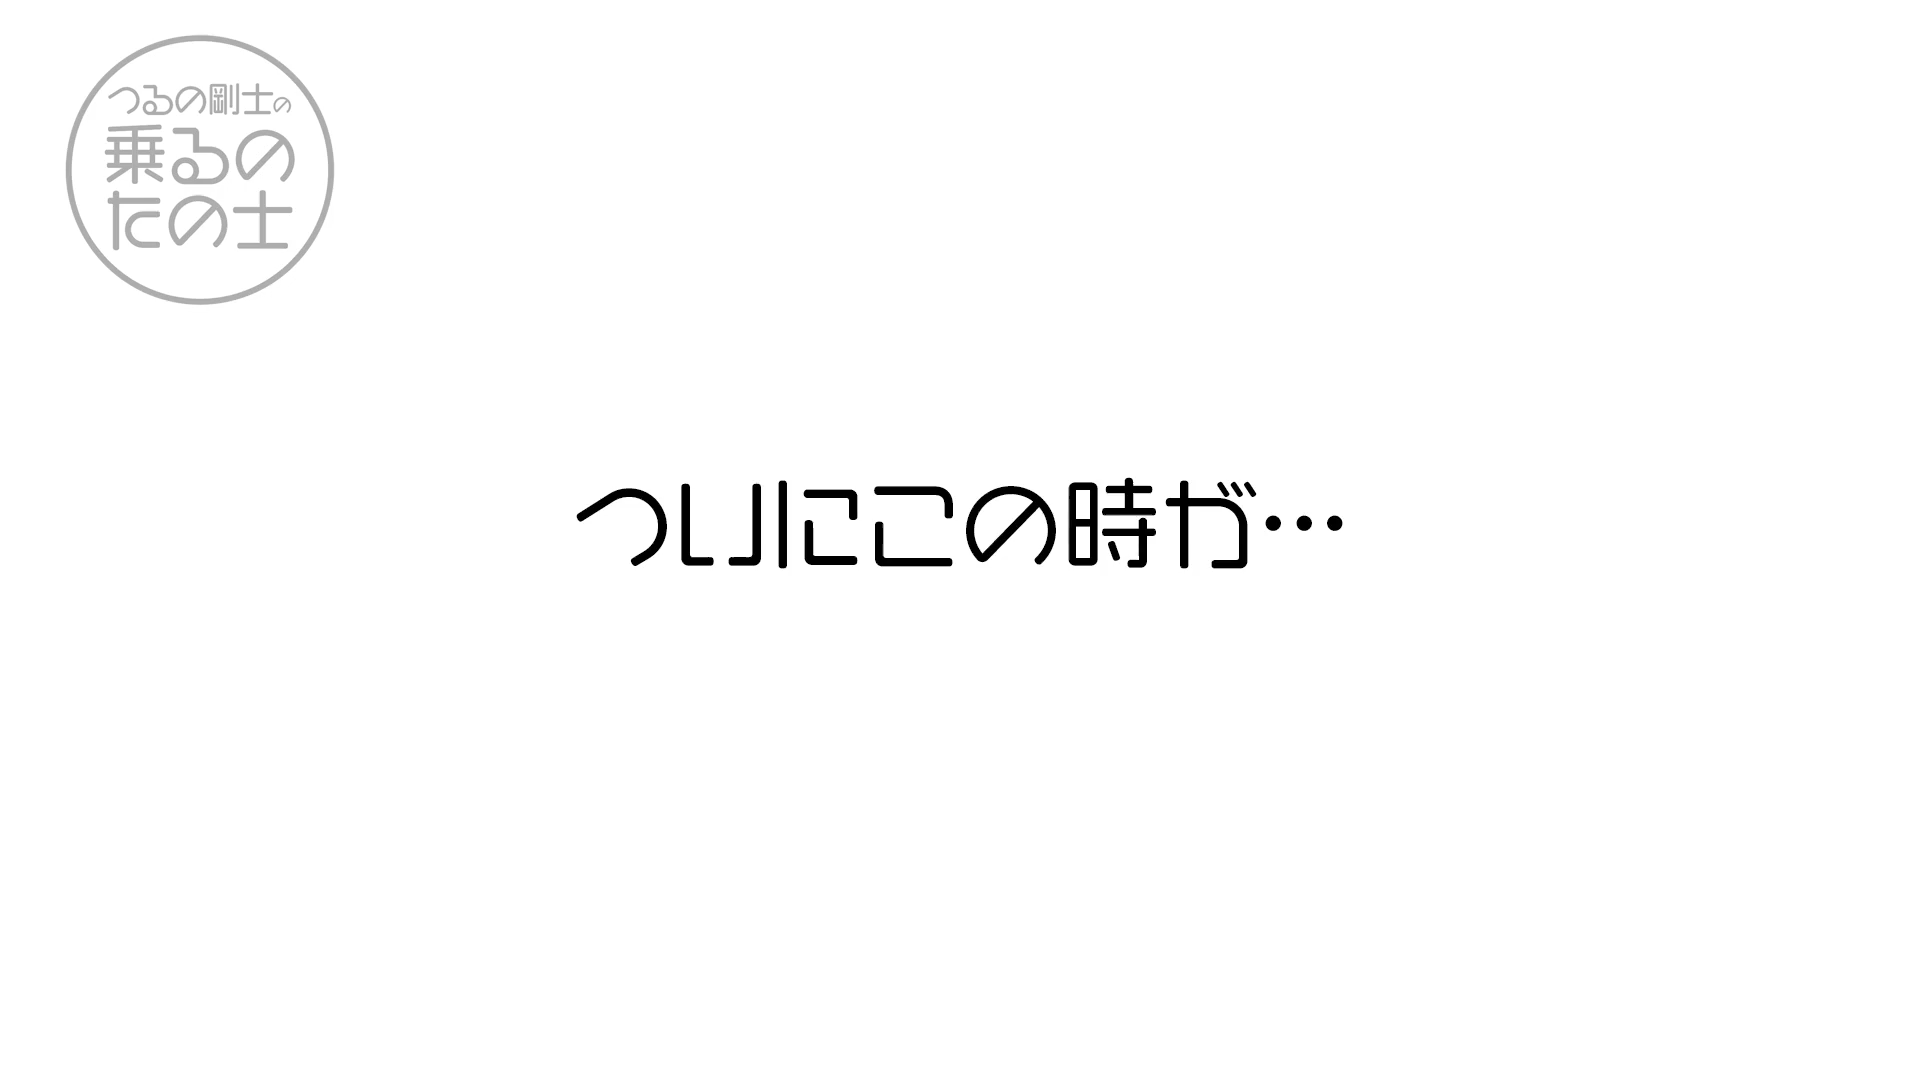 つるの剛士の
乗るの
たの士
ついにこの時が…